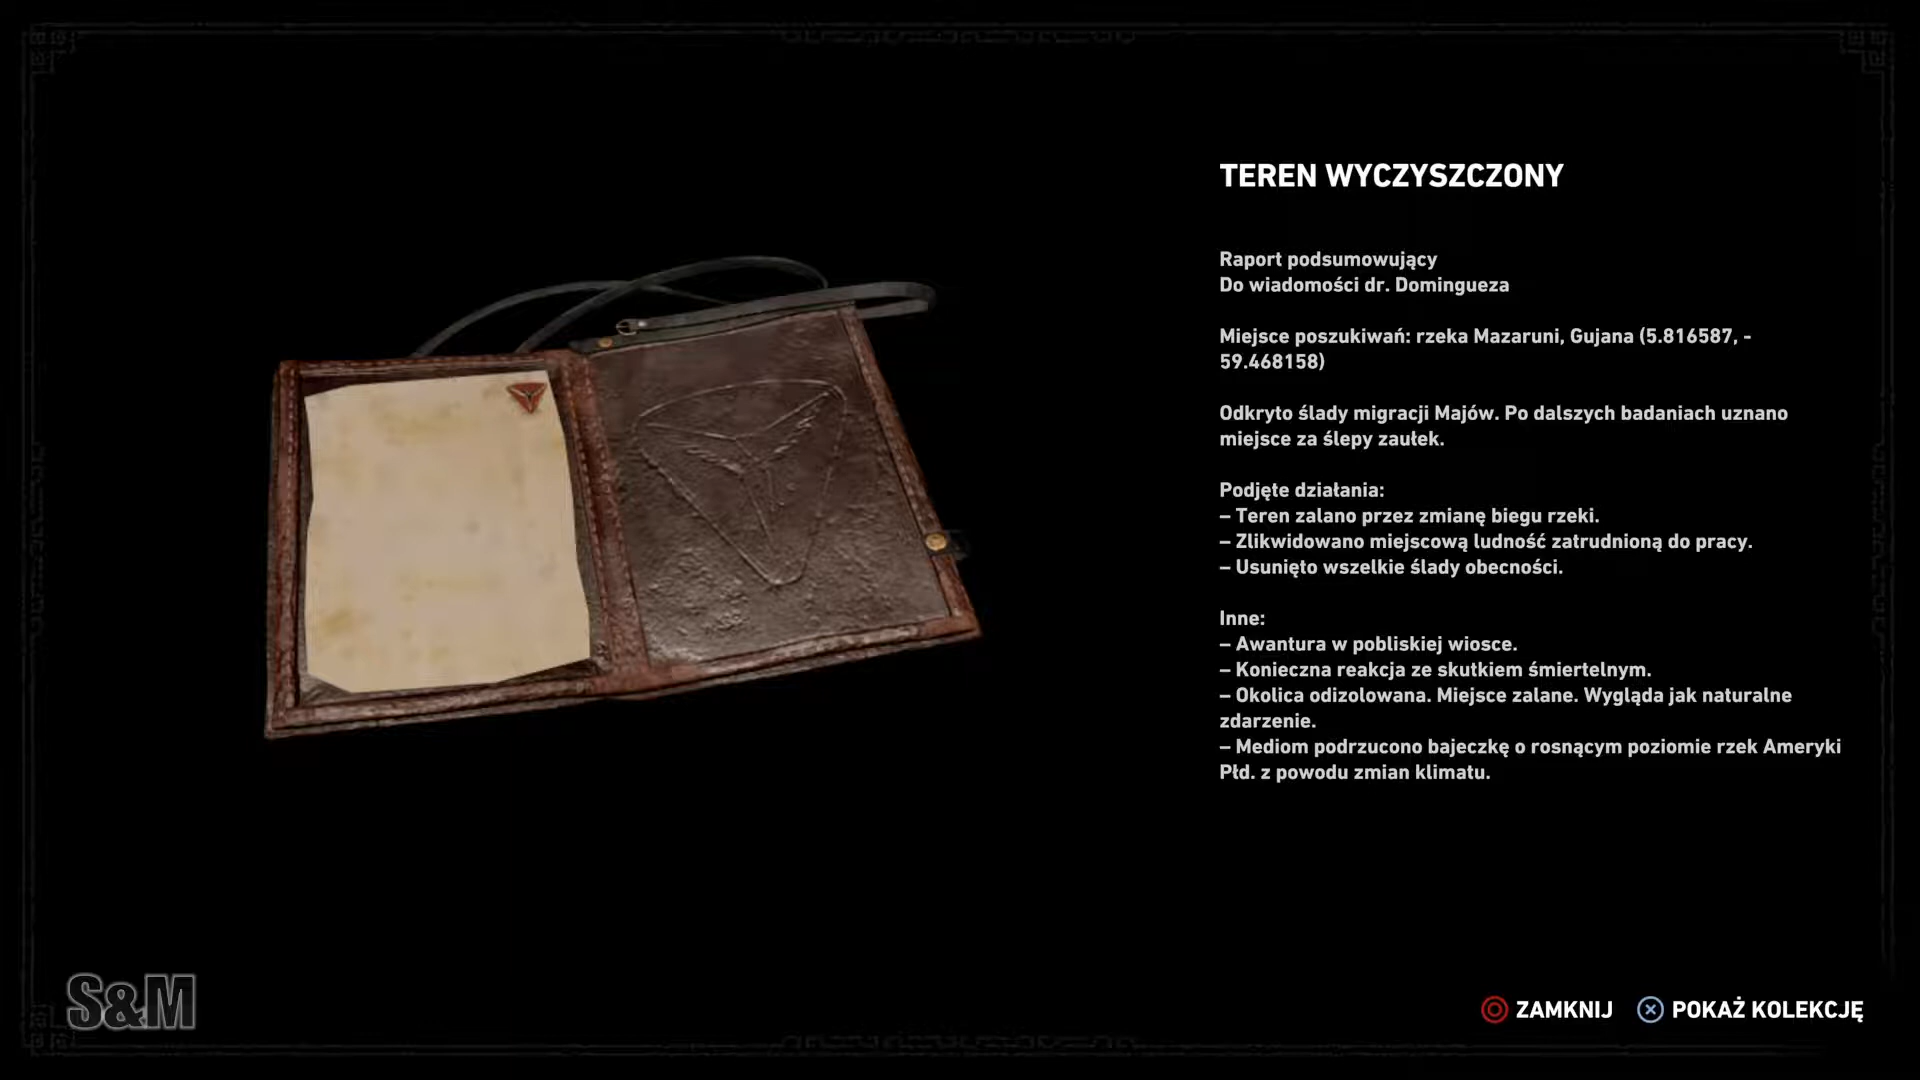 TEREN WYCZYSZCZONY
Raport podsumowujący
Do wiadomości dr. Domingueza
Miejsce poszukiwań: rzeka Mazaruni, Gujana (5.816587, -
59.468158)
Odkryto ślady migracji Majów. Po dalszych badaniach uznano
miejsce za ślepy zaułek.
Podjęte działania:
– Teren zalano przez zmianę biegu rzeki.
– Zlikwidowano miejscową ludność zatrudnioną do pracy.
– Usunięto wszelkie ślady obecności.
Inne:
– Awantura w pobliskiej wiosce.
– Konieczna reakcja ze skutkiem śmiertelnym.
– Okolica odizolowana. Miejsce zalane. Wygląda jak naturalne
zdarzenie.
– Mediom podrzucono bajeczkę o rosnącym poziomie rzek Ameryki
Płd. z powodu zmian klimatu.
S&M
ZAMKNIJ
POKAŻ KOLEKCJĘ